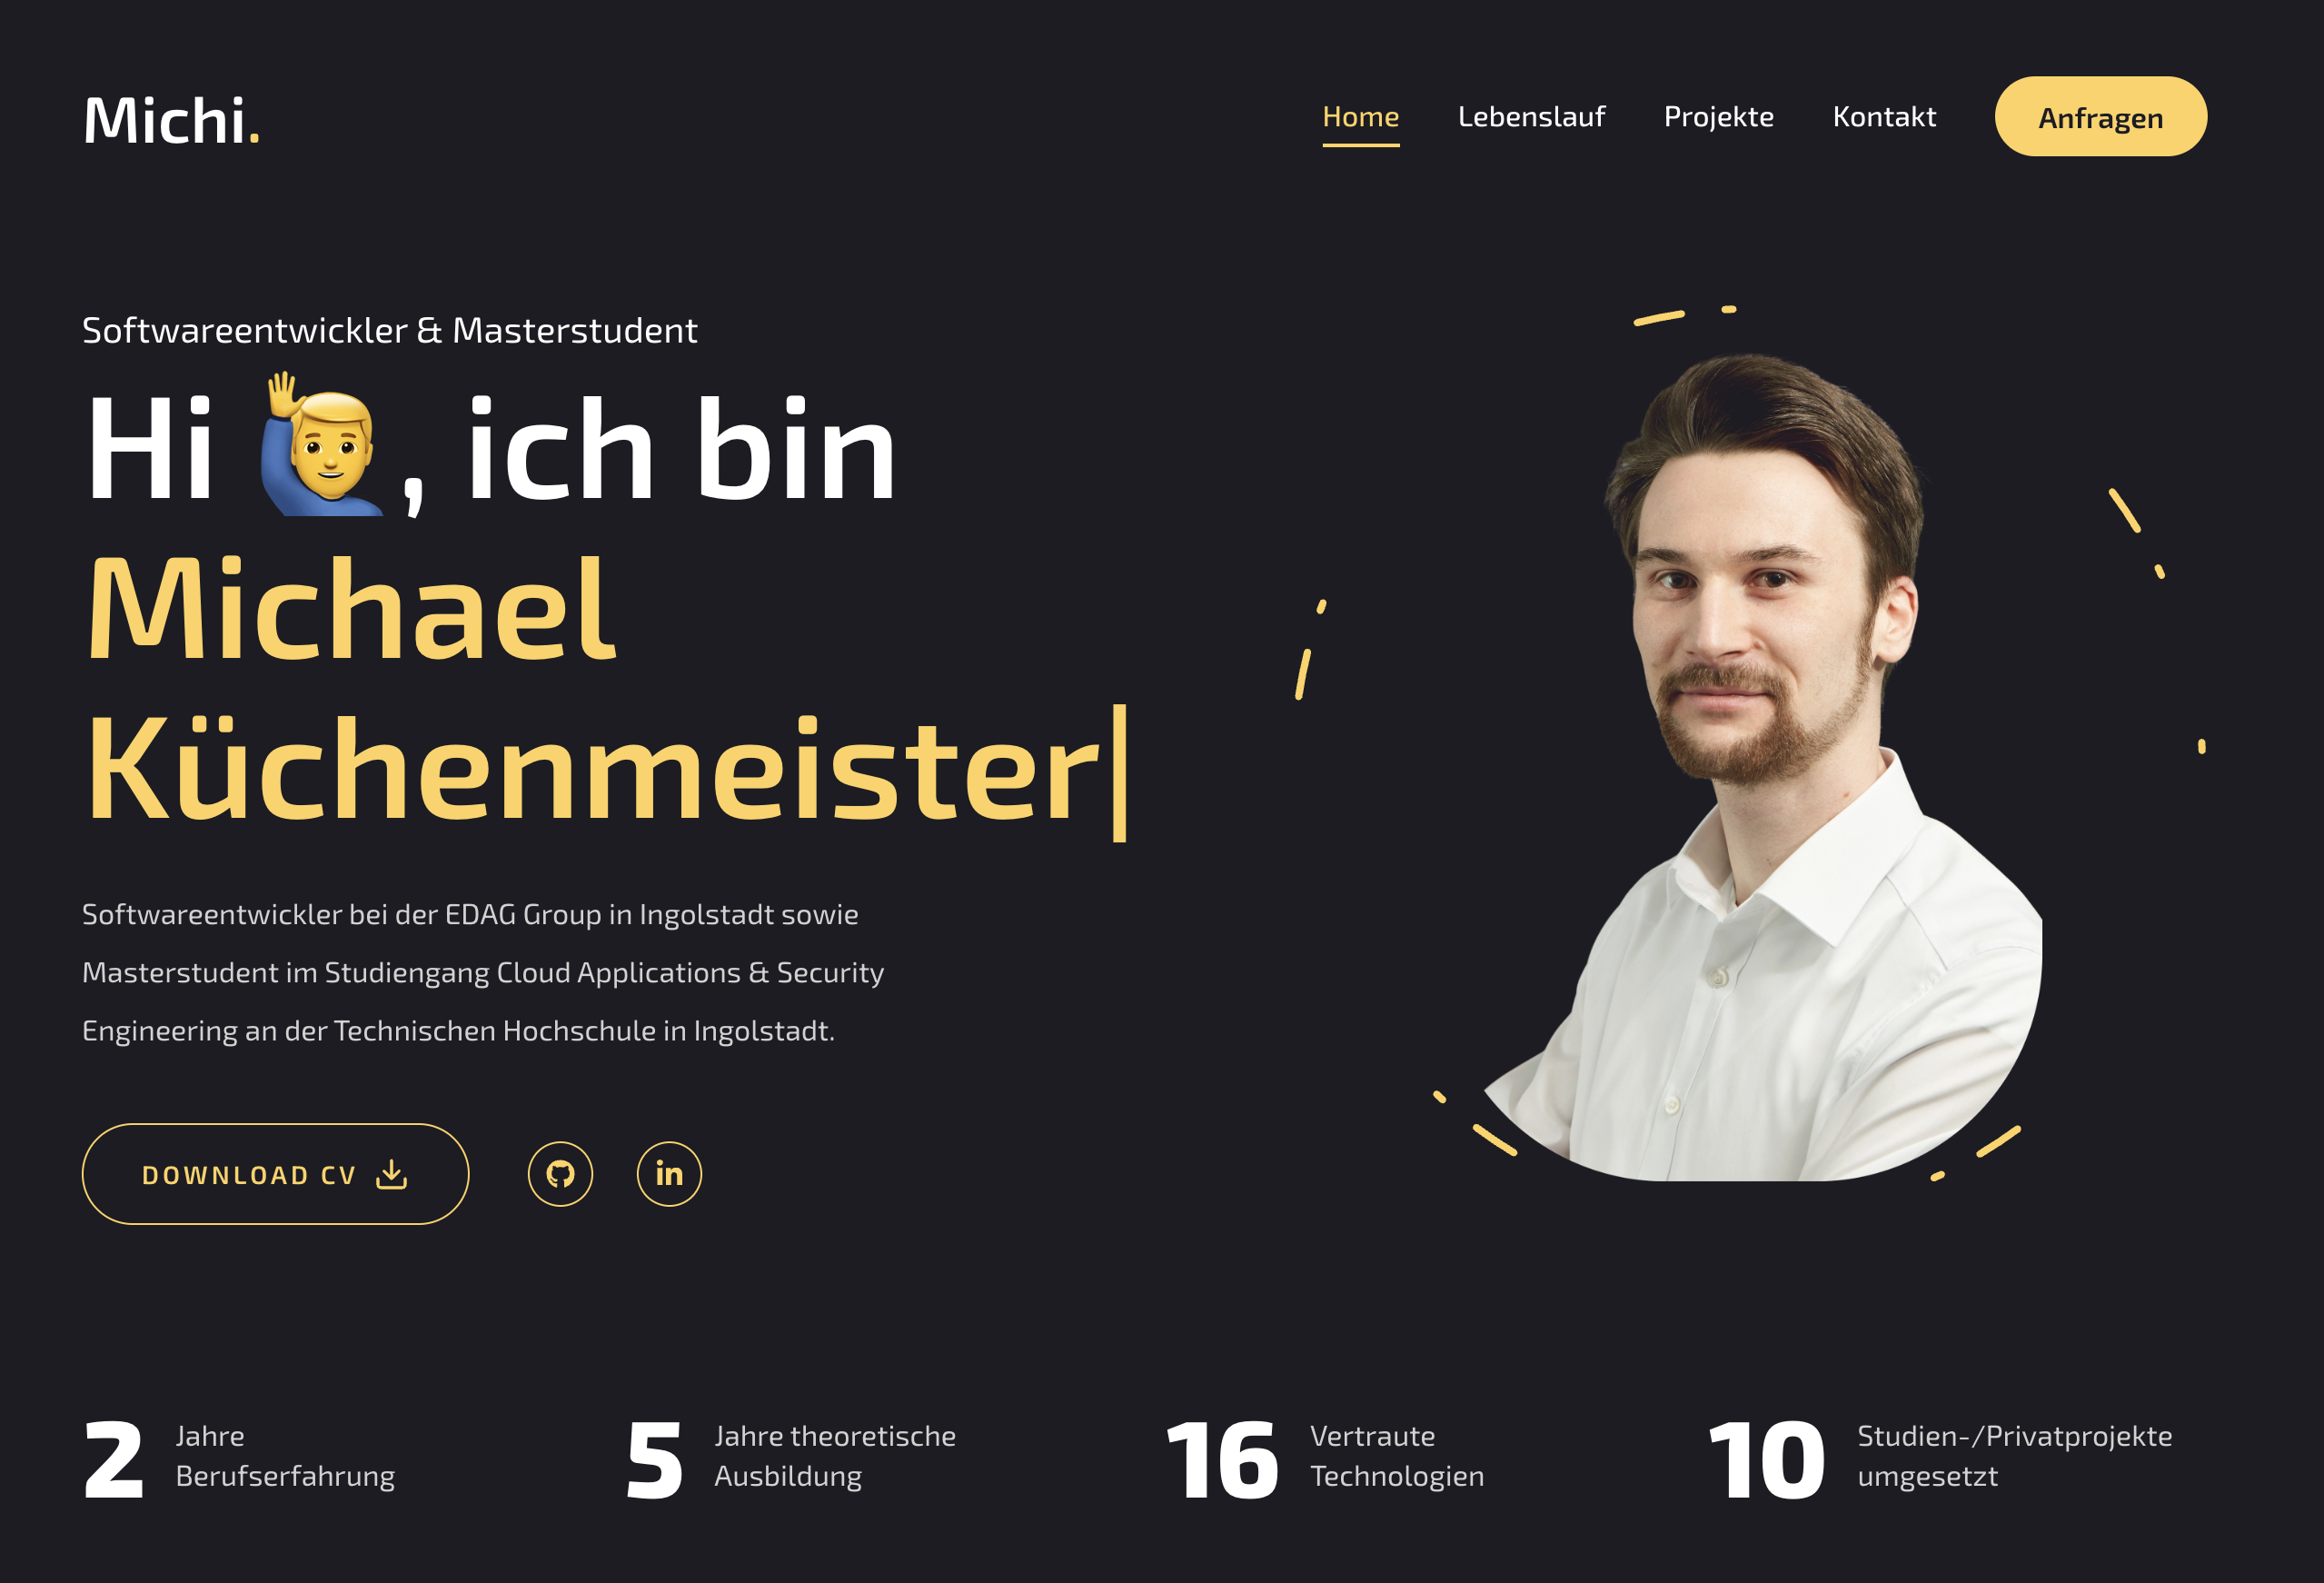 Michi.
Home Lebenslauf Projekte Kontakt Anfragen
Softwareentwickler & Masterstudent
Hi 🙋‍♂️, ich bin
Michael
Küchenmeister|
Softwareentwickler bei der EDAG Group in Ingolstadt sowie
Masterstudent im Studiengang Cloud Applications & Security
Engineering an der Technischen Hochschule in Ingolstadt.
DOWNLOAD CV
in
2 Jahre
Berufserfahrung
5 Jahre theoretische
Ausbildung
16 Vertraute
Technologien
10 Studien-/Privatprojekte
umgesetzt